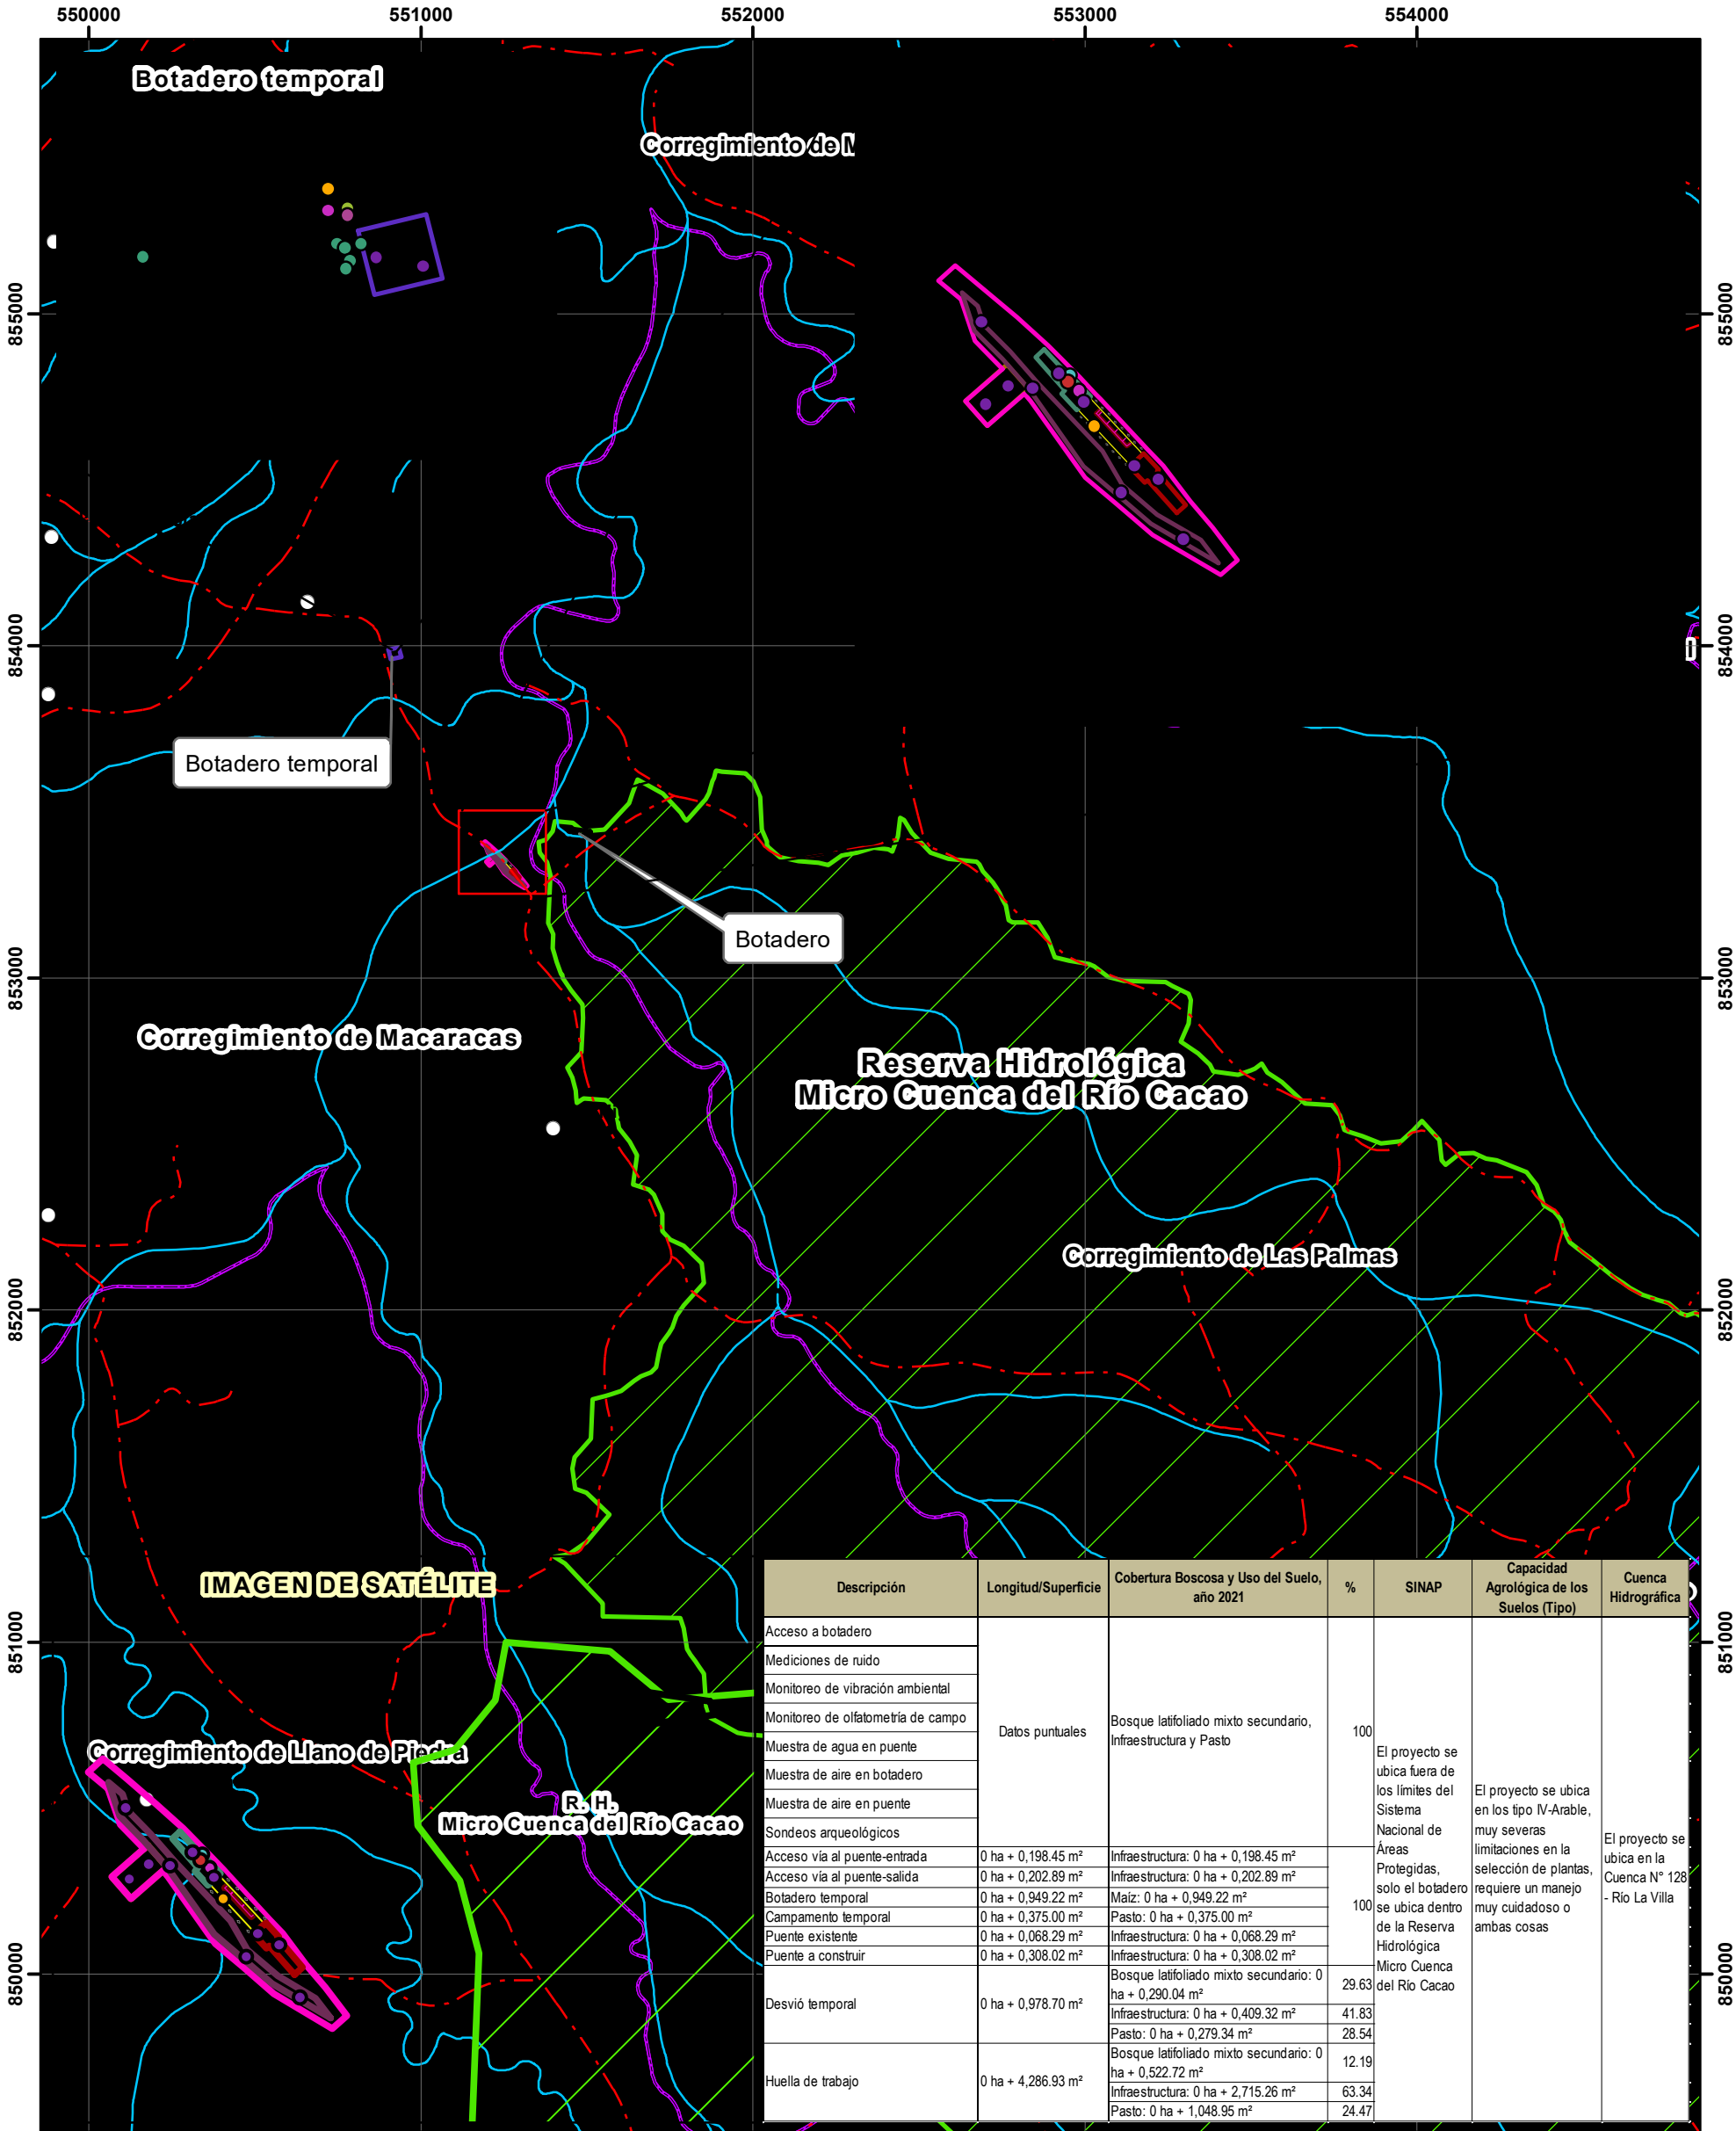 550000
551000
552000
553000
554000
Botadero temporal
Corregimiento de M
855000
855000
854000
854000
Botadero temporal
Botadero
853000
853000
Corregimiento de Macaracas
Reserva Hidrológica
Micro Cuenca del Río Cacao
Corregimiento de Las Palmas
852000
852000
IMAGEN DE SATÉLITE
851000
851000
Corregimiento de Llano de Piedra
R. H.
Micro Cuenca del Río Cacao
850000
850000
Descripción
Longitud/Superficie
Cobertura Boscosa y Uso del Suelo,
año 2021
%
SINAP
Capacidad
Agrológica de los
Suelos (Tipo)
Cuenca
Hidrográfica
Acceso a botadero
Mediciones de ruido
Monitoreo de vibración ambiental
Monitoreo de olfatometría de campo
Muestra de agua en puente
Muestra de aire en botadero
Muestra de aire en puente
Sondeos arqueológicos
Datos puntuales
Bosque latifoliado mixto secundario,
Infraestructura y Pasto
100
Acceso vía al puente-entrada
0 ha + 0,198.45 m²
Infraestructura: 0 ha + 0,198.45 m²
Acceso vía al puente-salida
0 ha + 0,202.89 m²
Infraestructura: 0 ha + 0,202.89 m²
Botadero temporal
0 ha + 0,949.22 m²
Maíz: 0 ha + 0,949.22 m²
Campamento temporal
0 ha + 0,375.00 m²
Pasto: 0 ha + 0,375.00 m²
Puente existente
0 ha + 0,068.29 m²
Infraestructura: 0 ha + 0,068.29 m²
Puente a construir
0 ha + 0,308.02 m²
Infraestructura: 0 ha + 0,308.02 m²
100
Desvió temporal
0 ha + 0,978.70 m²
Bosque latifoliado mixto secundario: 0
ha + 0,290.04 m²
29.63
Infraestructura: 0 ha + 0,409.32 m²
41.83
Pasto: 0 ha + 0,279.34 m²
28.54
Huella de trabajo
0 ha + 4,286.93 m²
Bosque latifoliado mixto secundario: 0
ha + 0,522.72 m²
12.19
Infraestructura: 0 ha + 2,715.26 m²
63.34
Pasto: 0 ha + 1,048.95 m²
24.47
El proyecto se
ubica fuera de
los límites del
Sistema
Nacional de
Áreas
Protegidas,
solo el botadero
se ubica dentro
de la Reserva
Hidrológica
Micro Cuenca
del Río Cacao
El proyecto se ubica
en los tipo IV-Arable,
muy severas
limitaciones en la
selección de plantas,
requiere un manejo
muy cuidadoso o
ambas cosas
El proyecto se
ubica en la
Cuenca N° 128
- Río La Villa